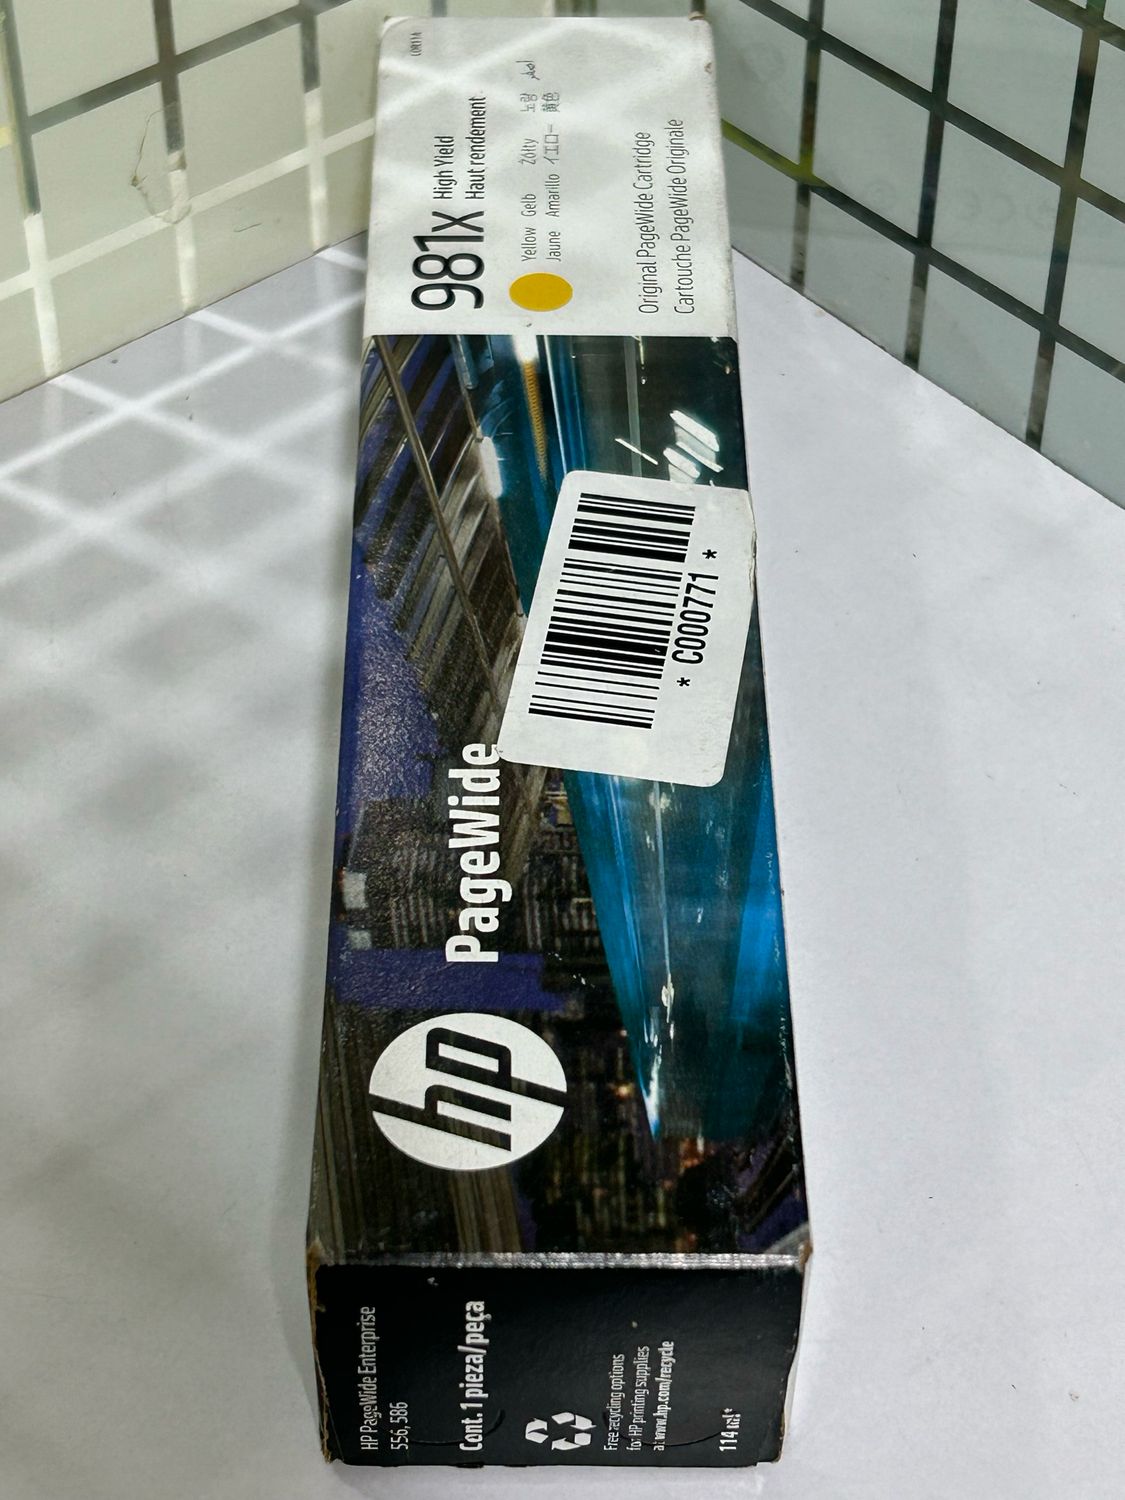 981X
High Yield
Haut rendement
Yellow Gelb Żółty 노랑 أصفر
Jaune Amarillo イエロー 黄色
Original PageWide Cartridge
Cartouche PageWide Originale
* C000771 *
hp
PageWide
HP PageWide Enterprise
556, 586
Cont. 1 pieza/peça
Free recycling options
for HP printing supplies
at www.hp.com/recycle
114 ml